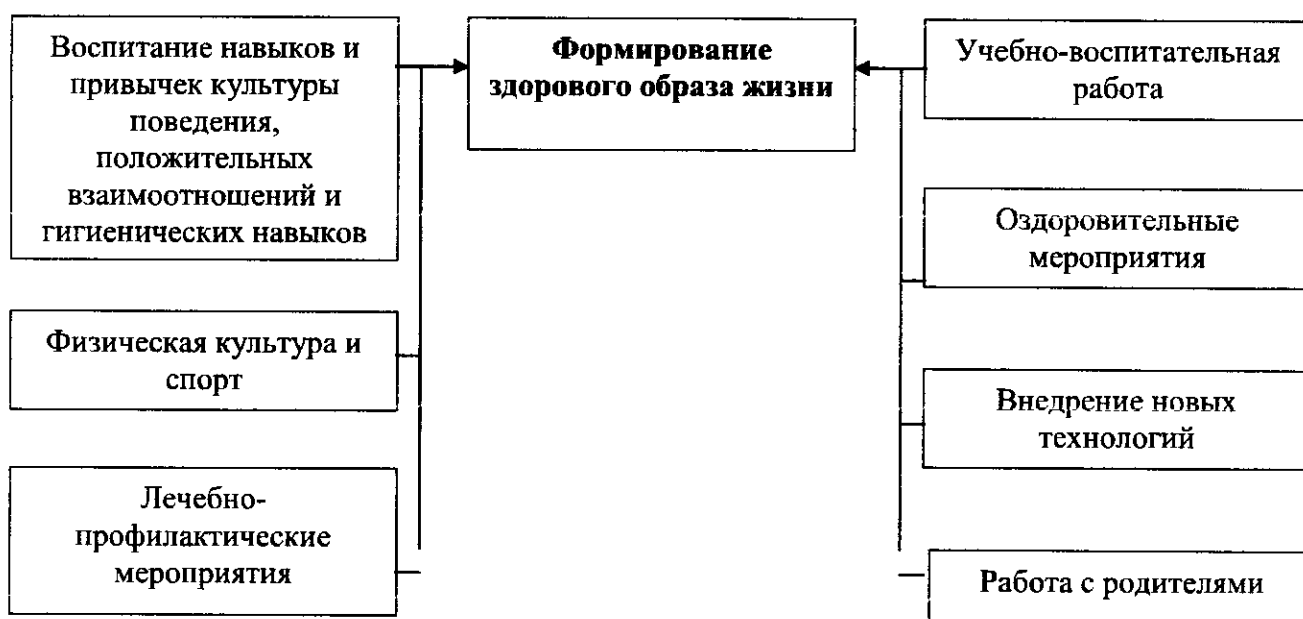 Воспитание навыков и
привычек культуры
поведения,
положительных
взаимоотношений и
гигиенических навыков
Физическая культура и
спорт
Лечебно-
профилактические
мероприятия
Формирование
здорового образа жизни
Учебно-воспитательная
работа
Оздоровительные
мероприятия
Внедрение новых
технологий
Работа с родителями